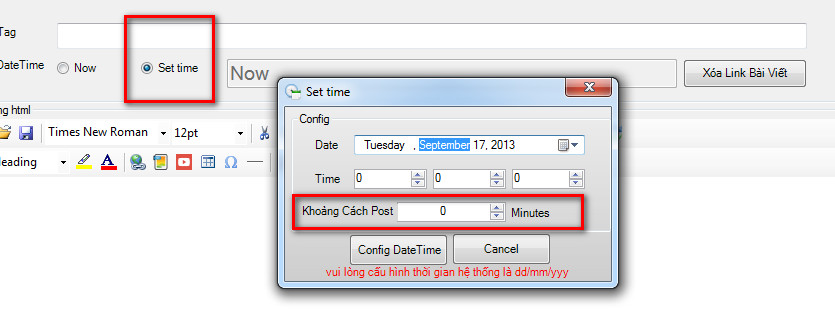 Tag
DateTime Now Set time Now Xóa Link Bài Viết
ng html
Times New Roman 12pt
eading A Ω
Set time
Config
Date Tuesday , September 17, 2013
Time 0 0 0
Khoảng Cách Post 0 Minutes
Config DateTime Cancel
vui lòng cấu hình thời gian hệ thống là dd/mm/yyy